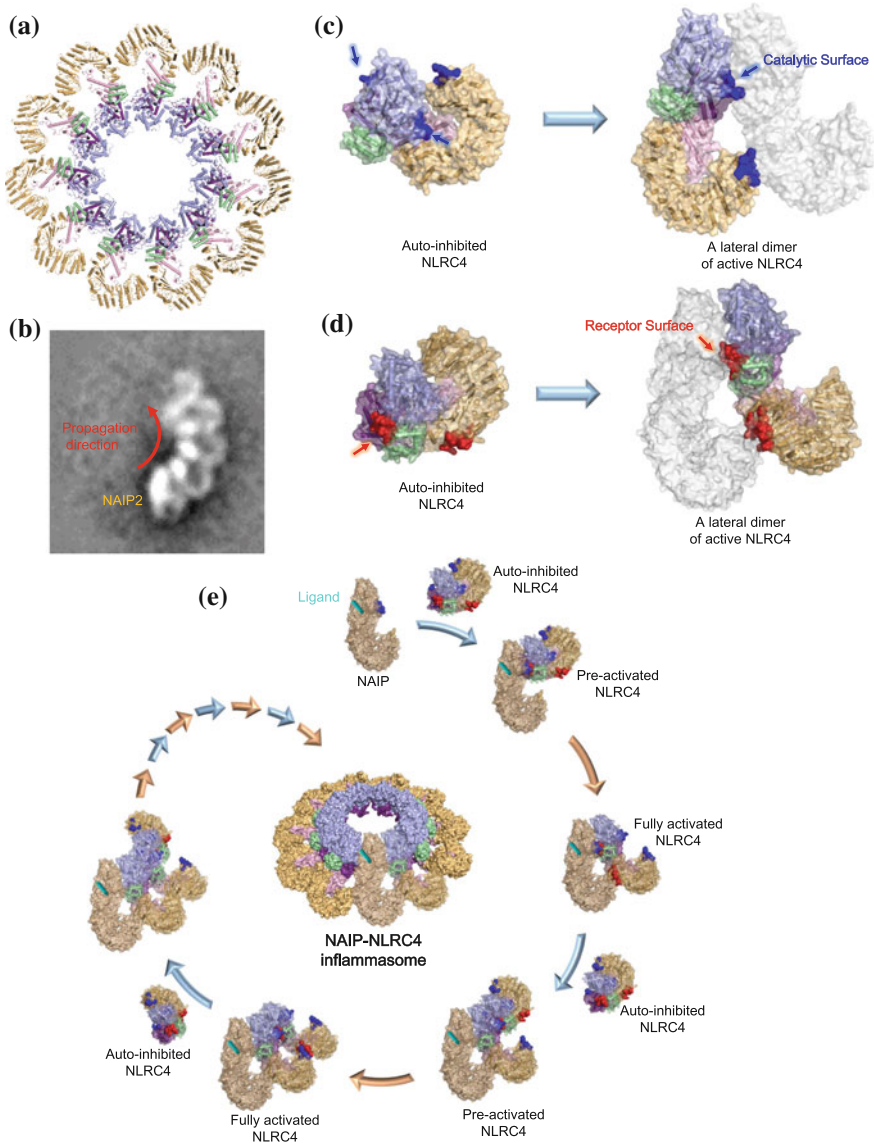 (a)
(b)
Propagation
direction
NAIP2
(c)
Catalytic Surface
Auto-inhibited
NLRC4
A lateral dimer
of active NLRC4
(d)
Receptor Surface
Auto-inhibited
NLRC4
A lateral dimer
of active NLRC4
(e)
Ligand
NAIP
Auto-inhibited
NLRC4
Pre-activated
NLRC4
Fully activated
NLRC4
Auto-inhibited
NLRC4
Pre-activated
NLRC4
Fully activated
NLRC4
Auto-inhibited
NLRC4
NAIP-NLRC4
inflammasome